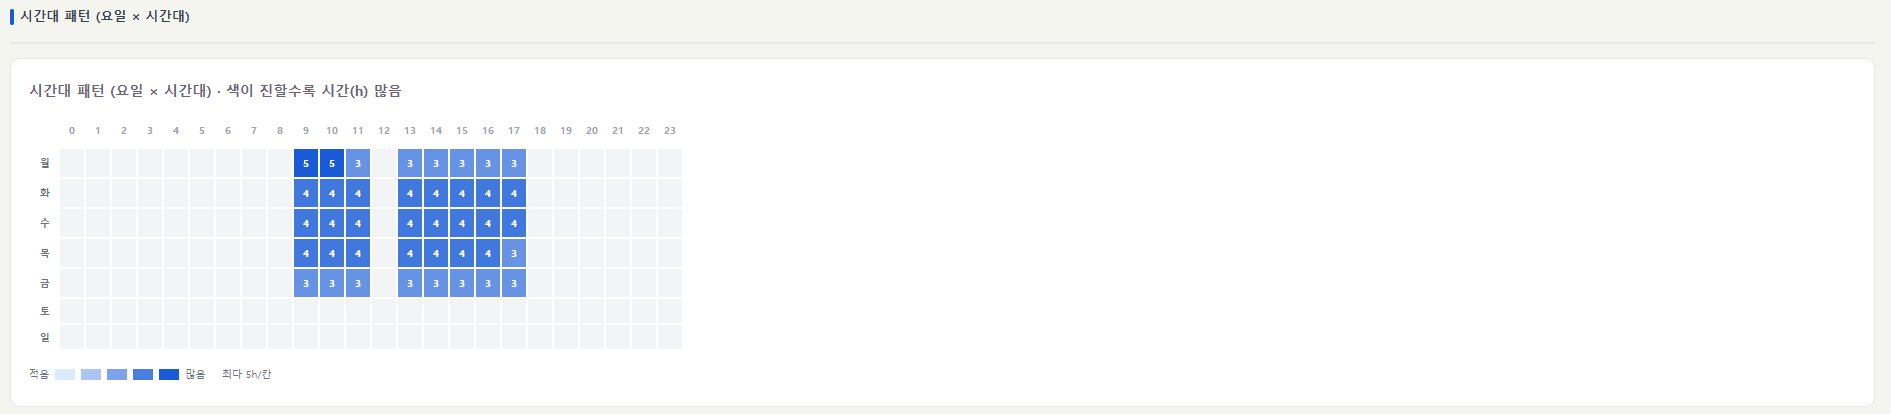 시간대 패턴 (요일 × 시간대)
시간대 패턴 (요일 × 시간대) · 색이 진할수록 시간(h) 많음
0 1 2 3 4 5 6 7 8 9 10 11 12 13 14 15 16 17 18 19 20 21 22 23
월 5 5 3 3 3 3 3 3
화 4 4 4 4 4 4 4 4
수 4 4 4 4 4 4 4 4
목 4 4 4 4 4 4 4 3
금 3 3 3 3 3 3 3 3
토
일
적음 많음 최다 5h/칸